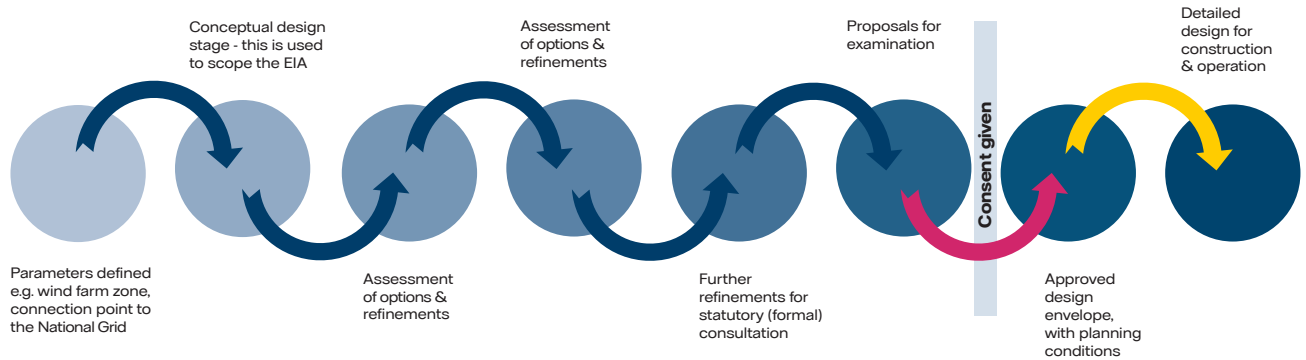 Parameters defined
e.g. wind farm zone,
connection point to
the National Grid
Conceptual design
stage - this is used
to scope the EIA
Assessment
of options &
refinements
Assessment
of options &
refinements
Further
refinements for
statutory (formal)
consultation
Proposals for
examination
Consent given
Approved
design
envelope,
with planning
conditions
Detailed
design for
construction
& operation